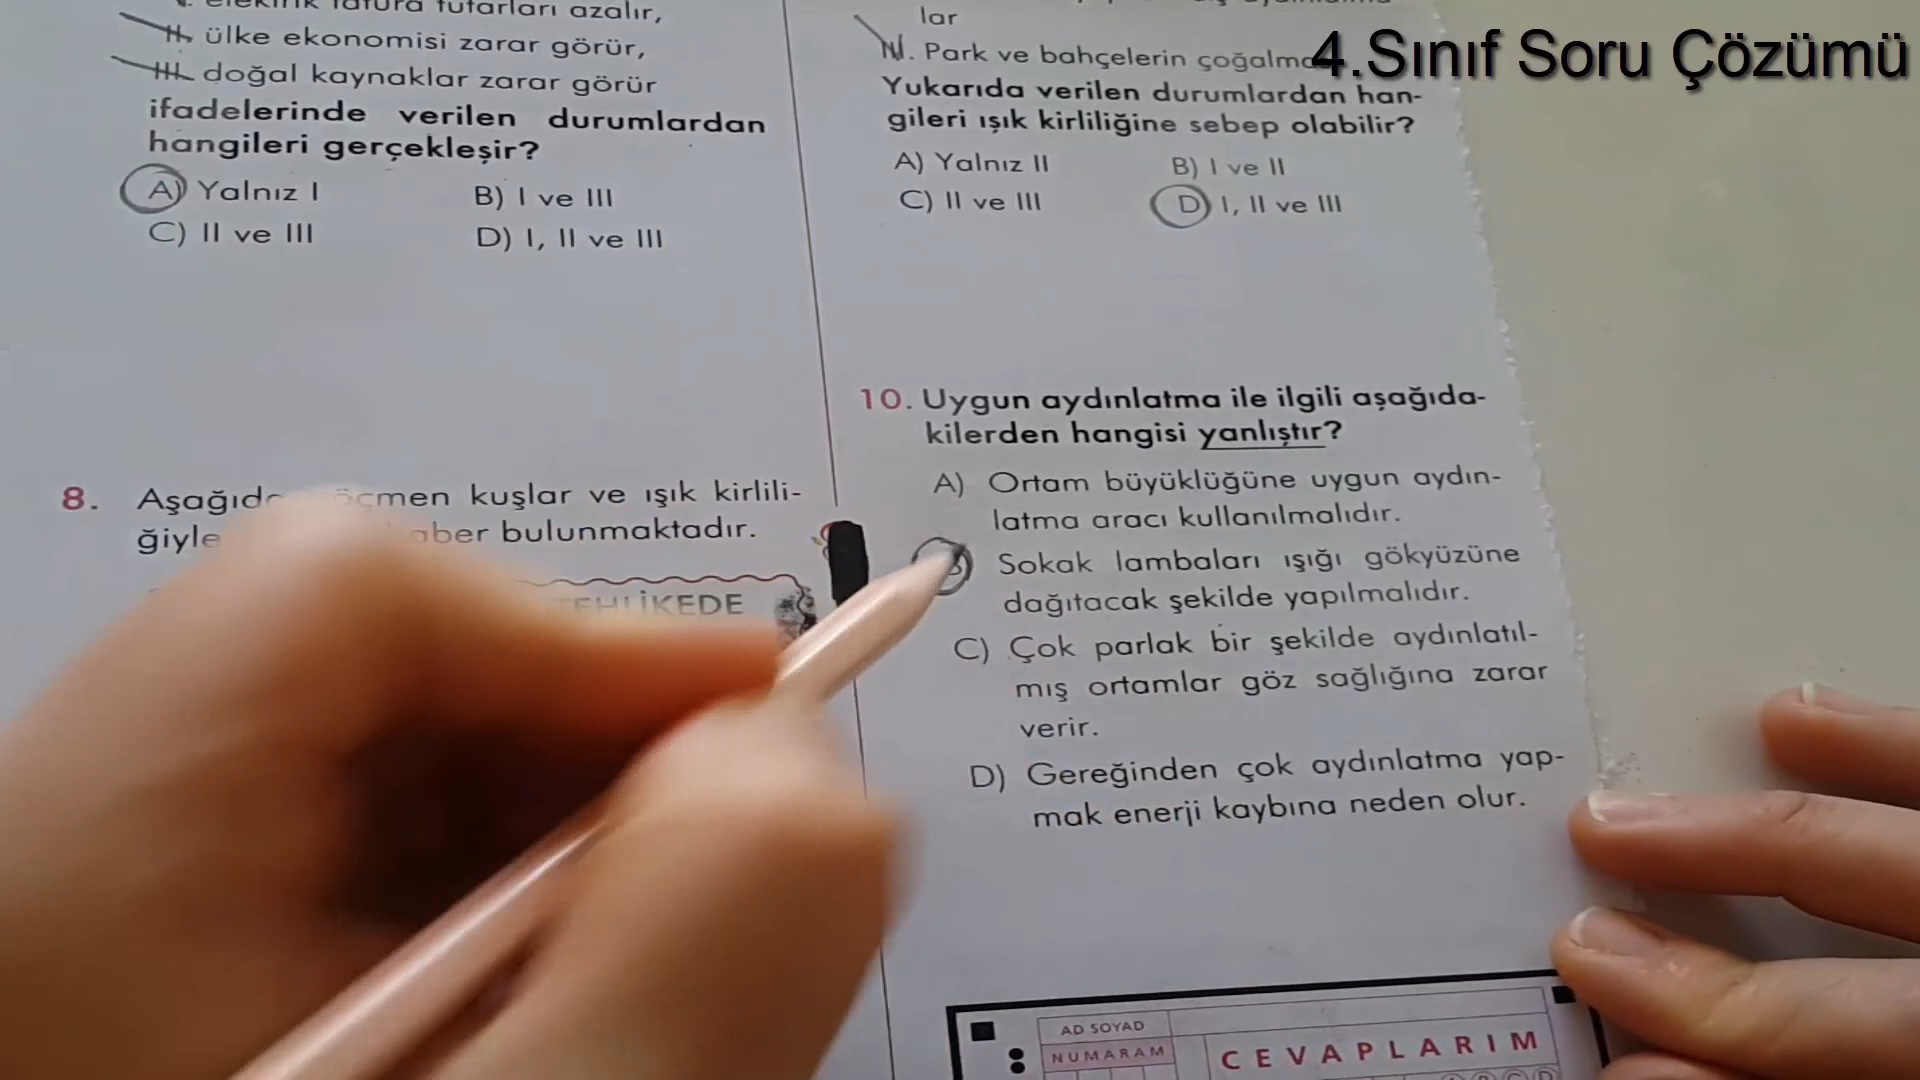 elektrik fatura tutarları azalır,
II. ülke ekonomisi zarar görür,
III. doğal kaynaklar zarar görür
ifadelerinde verilen durumlardan
hangileri gerçekleşir?
A) Yalnız I
B) I ve III
C) II ve III
D) I, II ve III
8. göçmen kuşlar ve ışık kirlili-
ğiyle haber bulunmaktadır.
TEHLİKEDE
lar
IV. Park ve bahçelerin
Yukarıda verilen durumlardan han-
gileri ışık kirliliğine sebep olabilir?
A) Yalnız II
B) I ve II
C) II ve III
D) I, II ve III
10. Uygun aydınlatma ile ilgili aşağıda-
kilerden hangisi yanlıştır?
A) Ortam büyüklüğüne uygun aydın-
latma aracı kullanılmalıdır.
Sokak lambaları ışığı gökyüzüne
dağıtacak şekilde yapılmalıdır.
C) Çok parlak bir şekilde aydınlatıl-
mış ortamlar göz sağlığına zarar
verir.
D) Gereğinden çok aydınlatma yap-
mak enerji kaybına neden olur.
AD SOYAD
NUMARAM
CEVAPLARIM
4.Sınıf Soru Çözümü